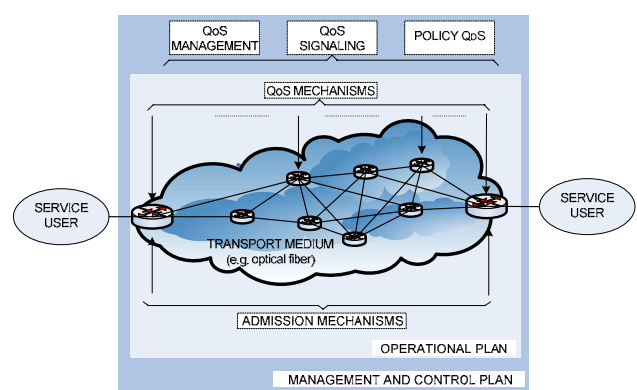 QoS
MANAGEMENT
QoS
SIGNALING
POLICY QoS
QoS MECHANISMS
SERVICE
USER
SERVICE
USER
TRANSPORT MEDIUM
(e.g. optical fiber)
ADMISSION MECHANISMS
OPERATIONAL PLAN
MANAGEMENT AND CONTROL PLAN